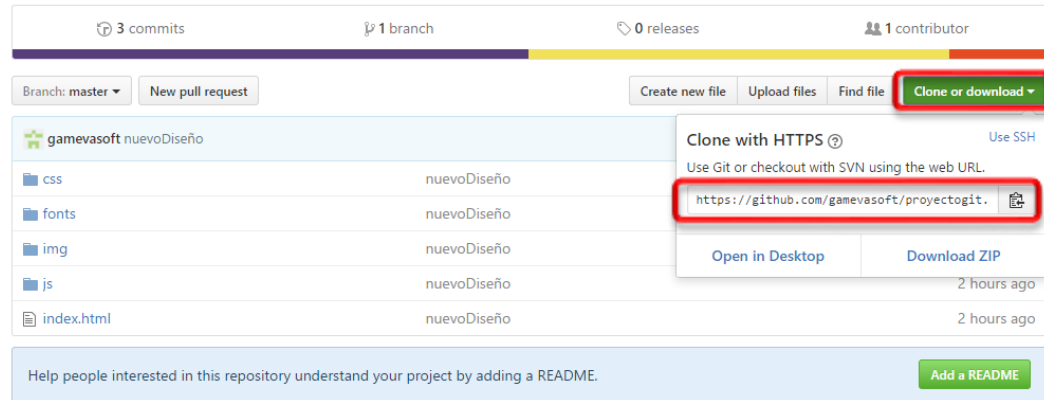 3 commits 1 branch 0 releases 1 contributor
Branch: master New pull request Create new file Upload files Find file Clone or download
gamevasoft nuevoDiseño
Clone with HTTPS Use SSH
Use Git or checkout with SVN using the web URL.
https://github.com/gamevasoft/proyectogit.
Open in Desktop Download ZIP
css nuevoDiseño
fonts nuevoDiseño
img nuevoDiseño
js nuevoDiseño 2 hours ago
index.html nuevoDiseño 2 hours ago
Help people interested in this repository understand your project by adding a README. Add a README